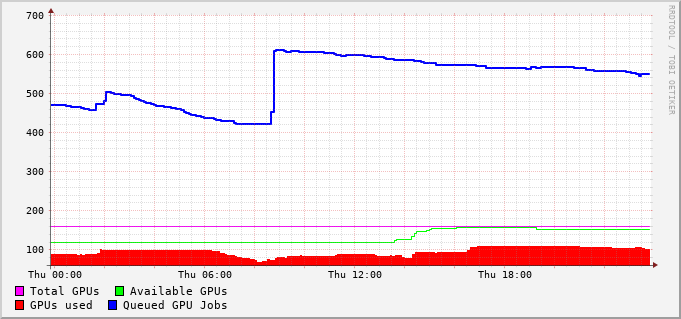 700
600
500
400
300
200
100
Thu 00:00 Thu 06:00 Thu 12:00 Thu 18:00
Total GPUs Available GPUs
GPUs used Queued GPU Jobs
RRDTOOL / TOBI OETIKER